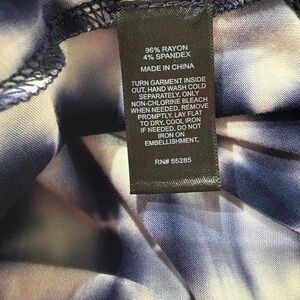 96% RAYON
4% SPANDEX
MADE IN CHINA
TURN GARMENT INSIDE
OUT, HAND WASH COLD
SEPARATELY, ONLY
NON-CHLORINE BLEACH
WHEN NEEDED. REMOVE
PROMPTLY. LAY FLAT
TO DRY, COOL IRON
IF NEEDED. DO NOT
IRON ON
EMBELLISHMENT.
RN# 55285